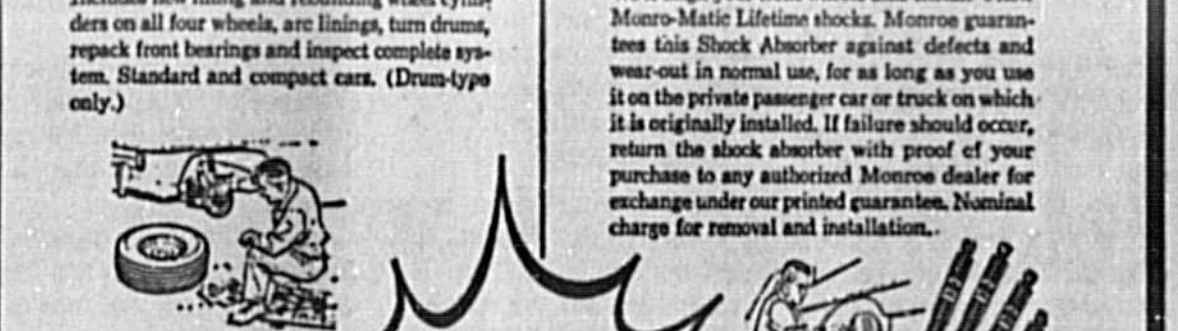 ders on all four wheels, arc linings, turn drums,
repack front bearings and inspect complete sys-
tem. Standard and compact cars. (Drum-type
only.)
Monro-Matic Lifetime shocks. Monroe guaran-
tees this Shock Absorber against defects and
wear-out in normal use, for as long as you use
it on the private passenger car or truck on which
it is originally installed. If failure should occur,
return the shock absorber with proof of your
purchase to any authorized Monroe dealer for
exchange under our printed guarantee. Nominal
charge for removal and installation.